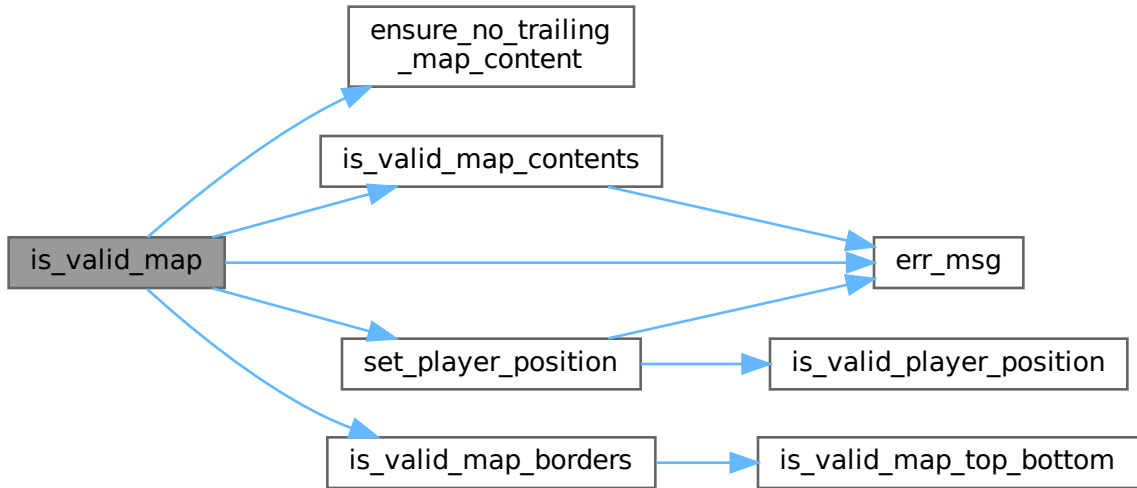 ensure_no_trailing
_map_content
is_valid_map_contents
is_valid_map
err_msg
set_player_position
is_valid_player_position
is_valid_map_borders
is_valid_map_top_bottom